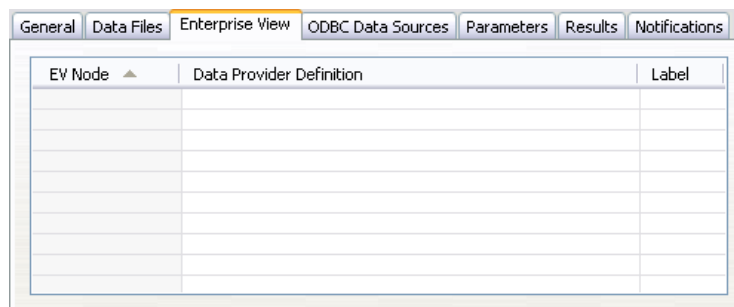 General Data Files Enterprise View ODBC Data Sources Parameters Results Notifications
EV Node Data Provider Definition Label